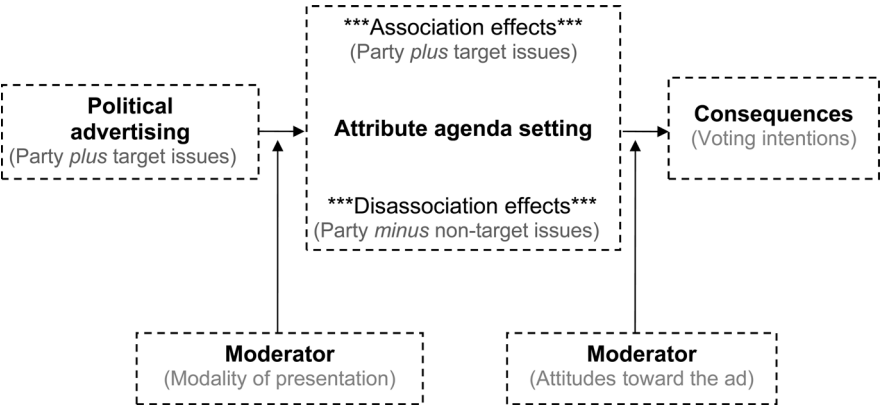 ***Association effects***
(Party plus target issues)
Political
advertising
(Party plus target issues)
Attribute agenda setting
Consequences
(Voting intentions)
***Disassociation effects***
(Party minus non-target issues)
Moderator
(Modality of presentation)
Moderator
(Attitudes toward the ad)